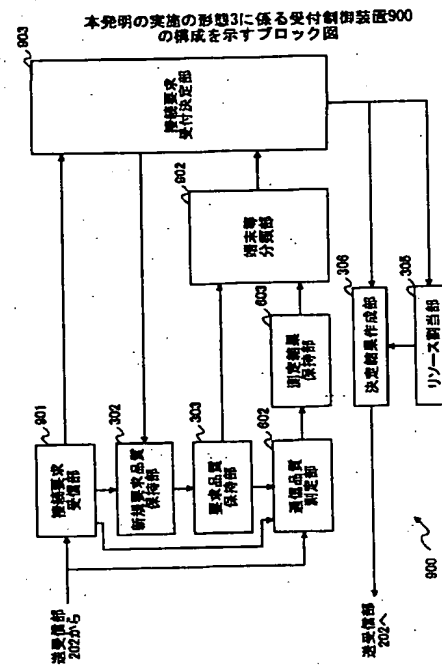 本発明の実施の形態3に係る受付制御装置900
の構成を示すブロック図
903
接続要求
受付決定部
902
端末等
分類部
901
接続要求
受信部
302
新規要求品質
保持部
303
要求品質
保持部
602
通信品質
測定部
603
測定結果
保持部
306
決定結果作成部
305
リソース割当部
送受信部
202から
送受信部
202へ
900